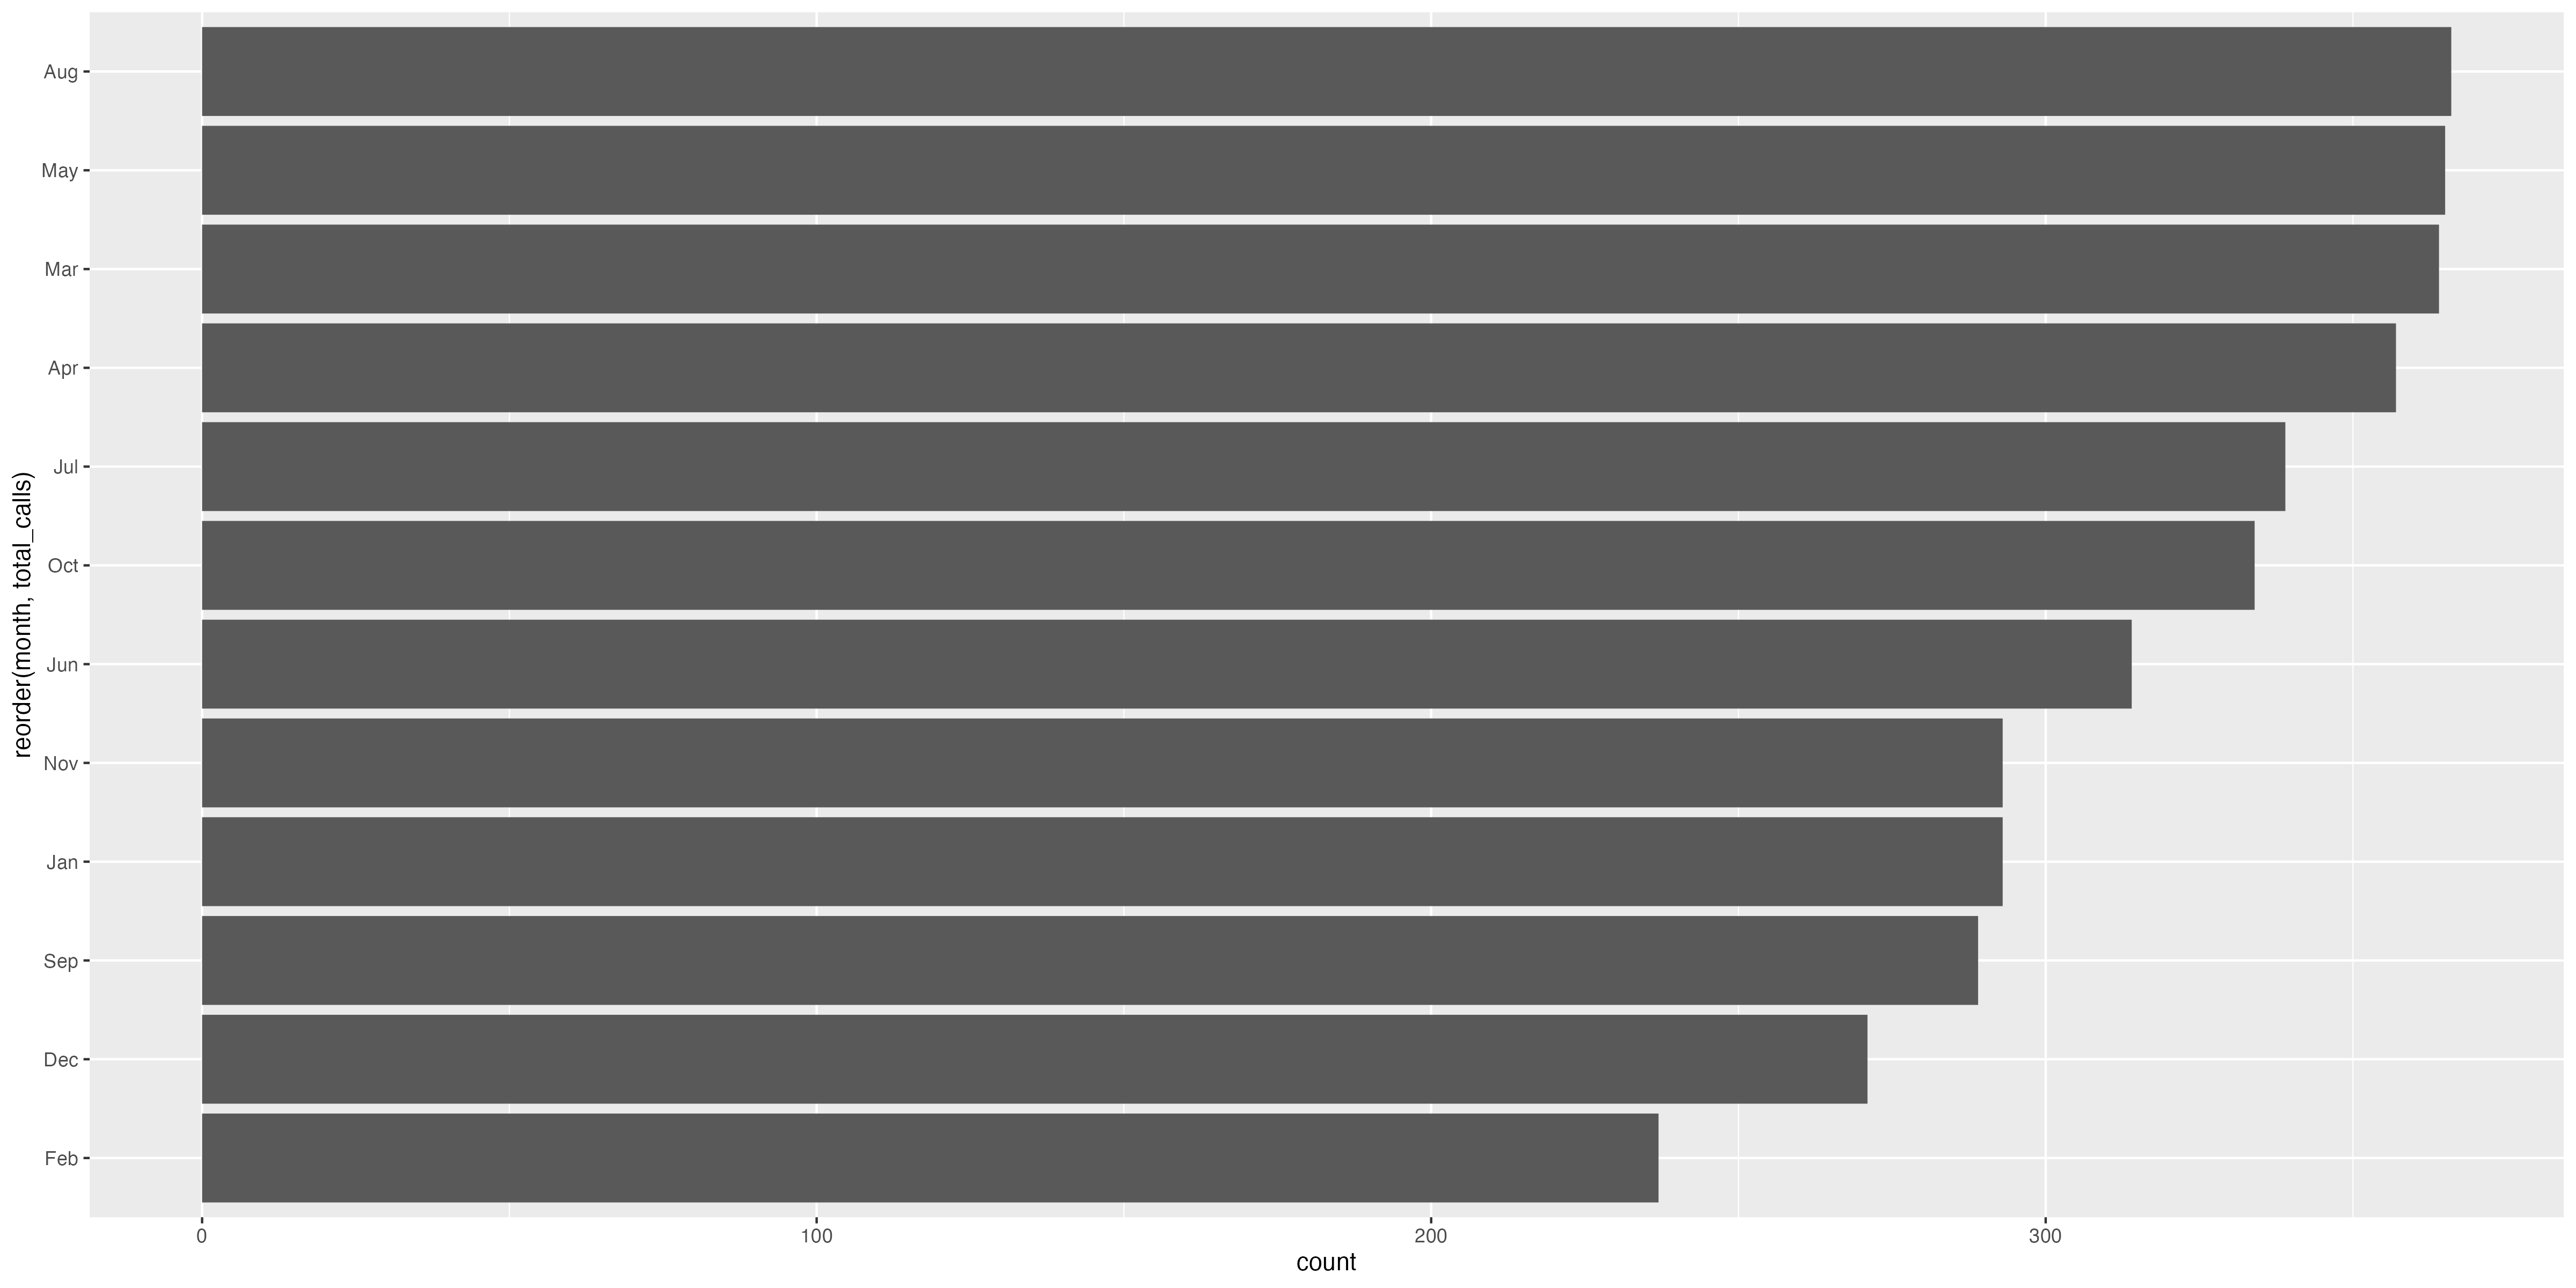 reorder(month, total_calls)
Aug
May
Mar
Apr
Jul
Oct
Jun
Nov
Jan
Sep
Dec
Feb
0 100 200 300
count